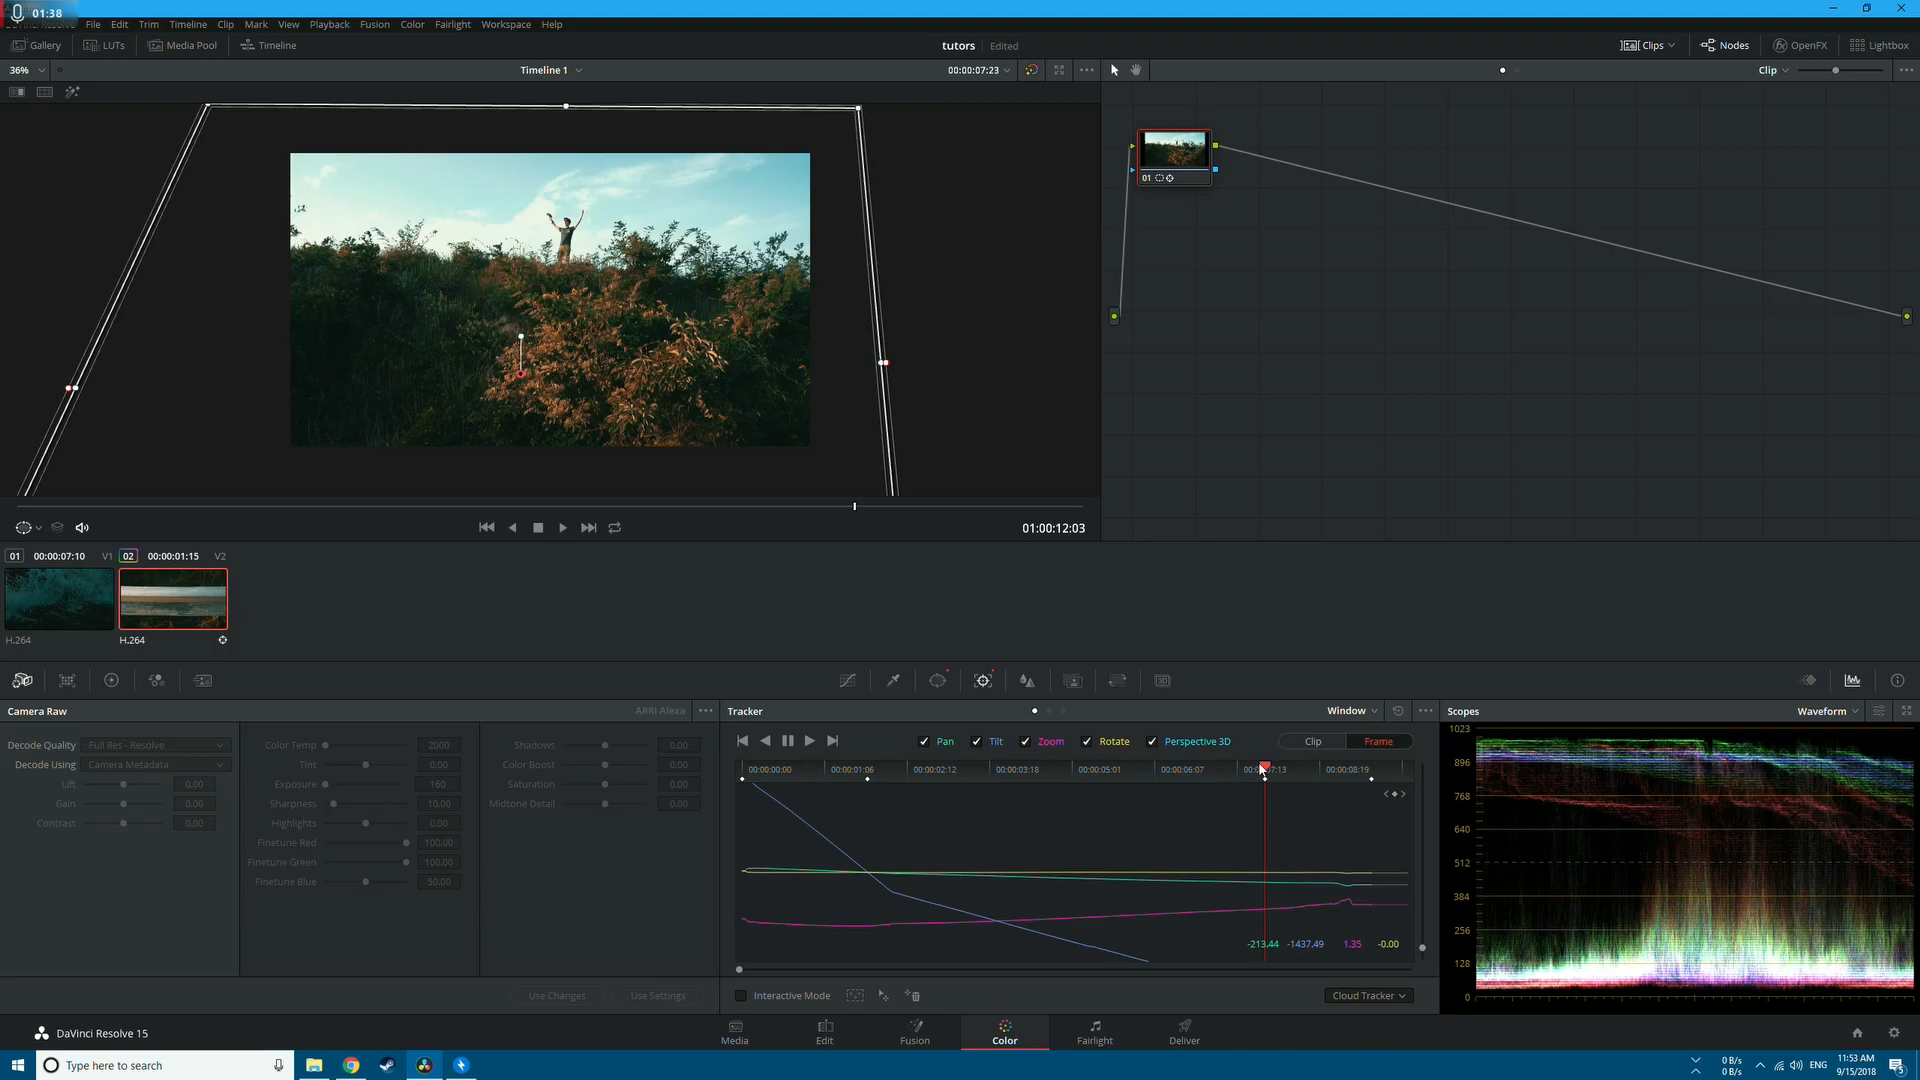 01:38
File Edit Trim Timeline Clip Mark View Playback Fusion Color Fairlight Workspace Help
Gallery LUTs Media Pool Timeline tutors Edited Clips Nodes OpenFX Lightbox
36% Timeline 1 00:00:07:23 Clip
01
01:00:12:03
01 00:00:07:10 V1 02 00:00:01:15 V2
H.264 H.264
Camera Raw ARRI Alexa Tracker Window Scopes Waveform
Decode Quality Full Res - Resolve Color Temp 2000 Shadows 0.00
Decode Using Camera Metadata Tint 0.00 Color Boost 0.00
Lift 0.00 Exposure 160 Saturation 0.00
Gain 0.00 Sharpness 10.00 Midtone Detail 0.00
Contrast 0.00 Highlights 0.00
Finetune Red 100.00
Finetune Green 100.00
Finetune Blue 50.00
Use Changes Use Settings
Pan Tilt Zoom Rotate Perspective 3D Clip Frame
00:00:00:00 00:00:01:06 00:00:02:12 00:00:03:18 00:00:05:01 00:00:06:07 00:00:07:13 00:00:08:19
-213.44 -1437.49 1.35 -0.00
Interactive Mode Cloud Tracker
1023
896
768
640
512
384
256
128
0
DaVinci Resolve 15 Media Edit Fusion Color Fairlight Deliver
Type here to search
0 B/s
0 B/s
ENG
11:53 AM
9/15/2018
5